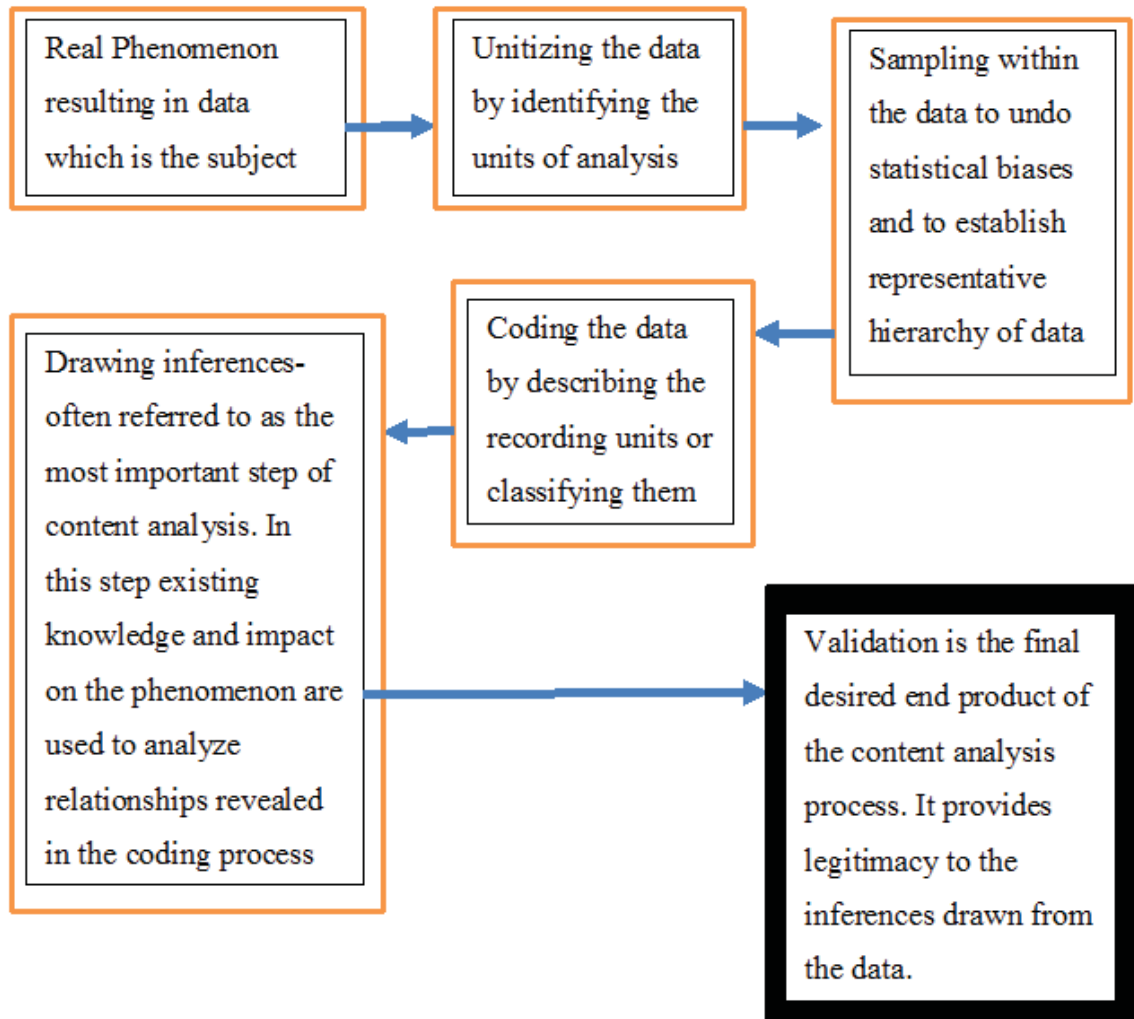 Real Phenomenon
resulting in data
which is the subject
Unitizing the data
by identifying the
units of analysis
Sampling within
the data to undo
statistical biases
and to establish
representative
hierarchy of data
Coding the data
by describing the
recording units or
classifying them
Drawing inferences-
often referred to as the
most important step of
content analysis. In
this step existing
knowledge and impact
on the phenomenon are
used to analyze
relationships revealed
in the coding process
Validation is the final
desired end product of
the content analysis
process. It provides
legitimacy to the
inferences drawn from
the data.